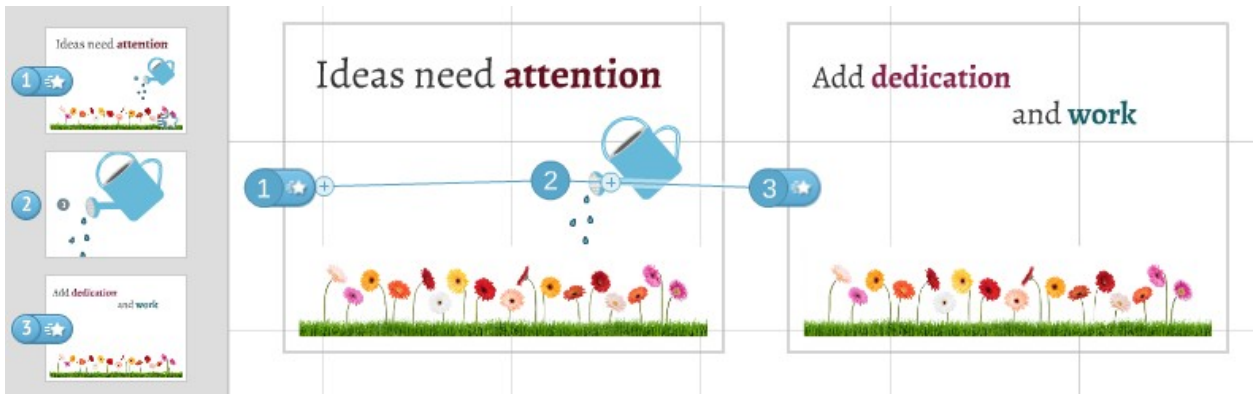 Ideas need attention
1
2
Add dedication
and work
3
Ideas need attention
1
2
Add dedication
and work
3